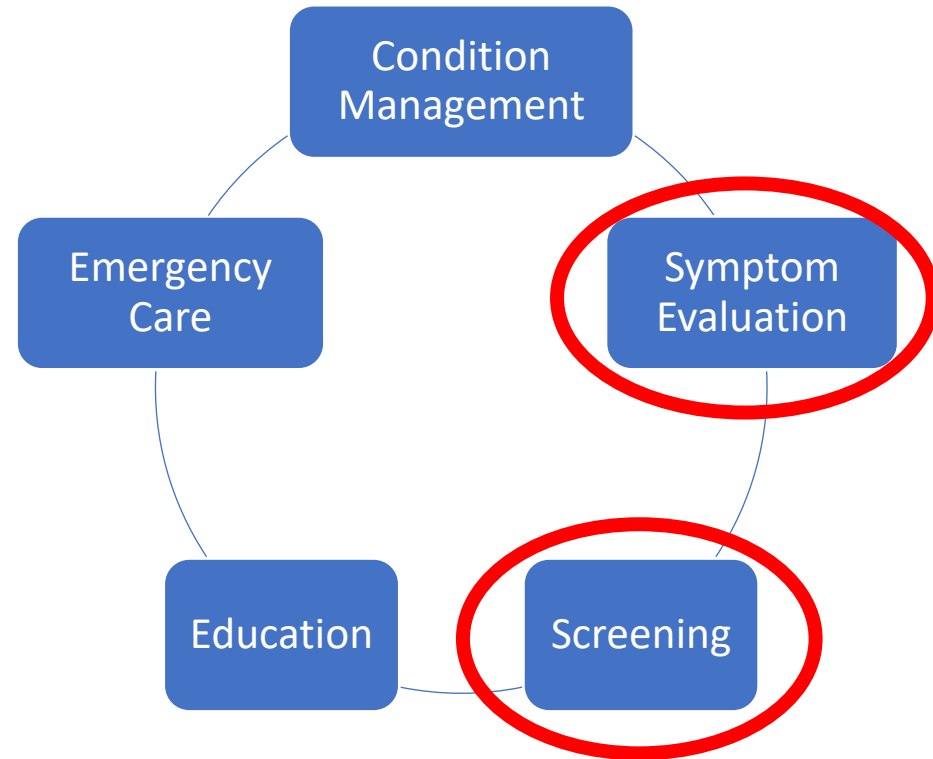 Condition
Management
Emergency
Care
Symptom
Evaluation
Education
Screening